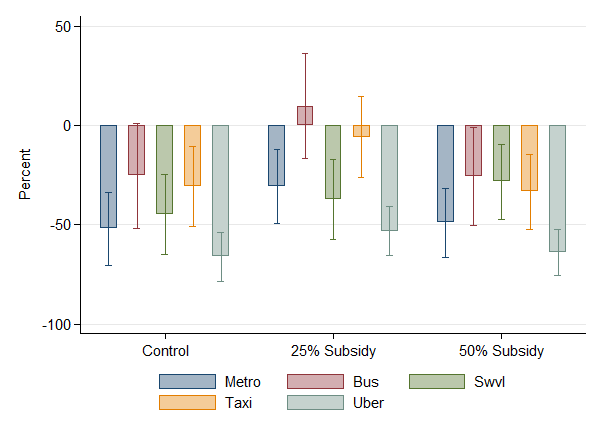 50
0
-50
-100
Percent
Control 25% Subsidy 50% Subsidy
Metro Bus Swvl
Taxi Uber